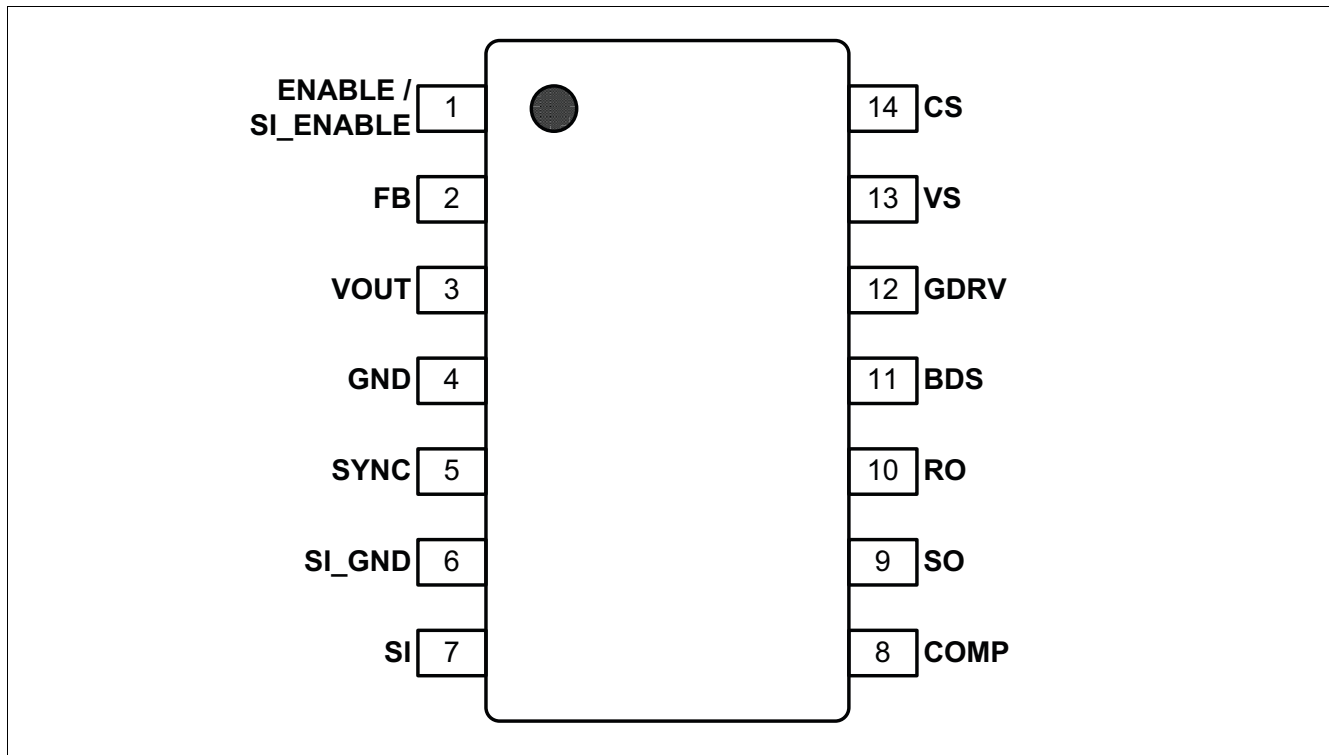 ENABLE /
SI_ENABLE 1 14 CS
FB 2 13 VS
VOUT 3 12 GDRV
GND 4 11 BDS
SYNC 5 10 RO
SI_GND 6 9 SO
SI 7 8 COMP